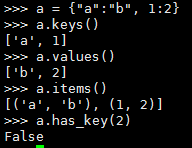 >>> a = {"a":"b", 1:2}
>>> a.keys()
['a', 1]
>>> a.values()
['b', 2]
>>> a.items()
[('a', 'b'), (1, 2)]
>>> a.has_key(2)
False